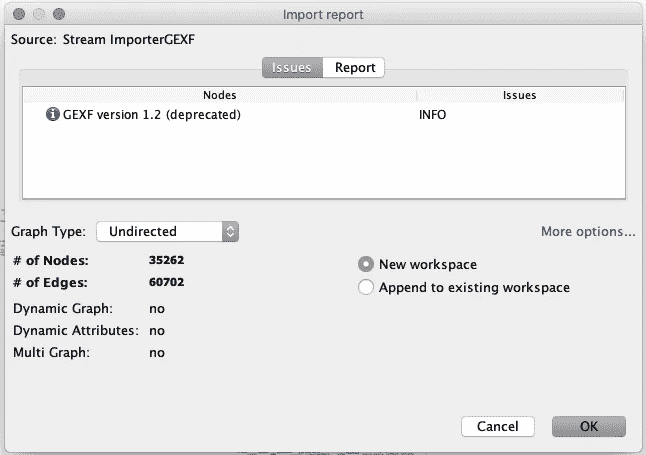 Import report
Source: Stream ImporterGEXF
Issues Report
Nodes Issues
GEXF version 1.2 (deprecated) INFO
Graph Type: Undirected More options...
# of Nodes: 35262
# of Edges: 60702
Dynamic Graph: no
Dynamic Attributes: no
Multi Graph: no
New workspace
Append to existing workspace
Cancel OK